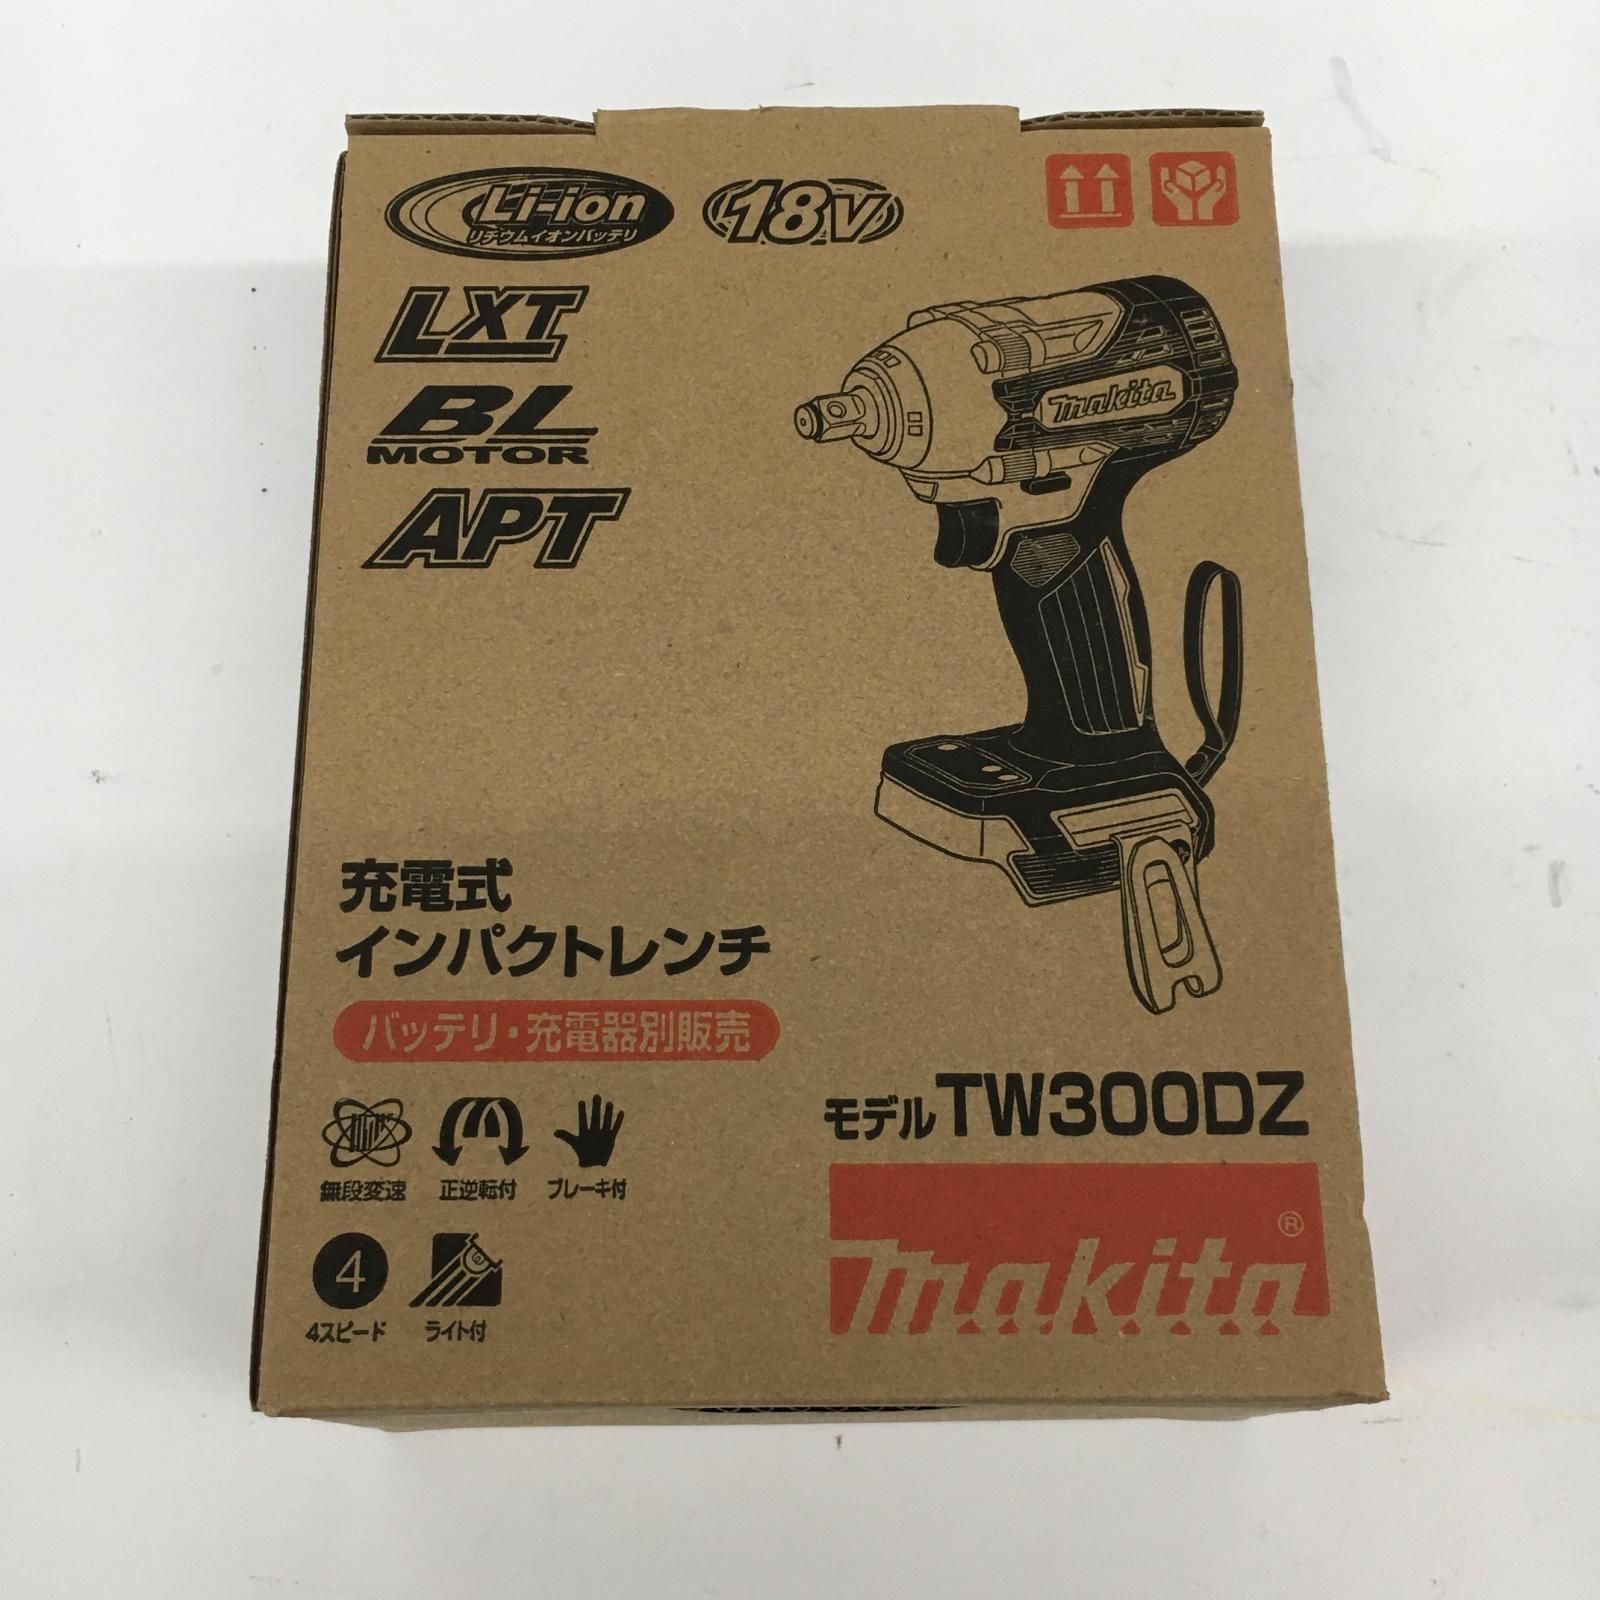 Li-ion
リチウムイオンバッテリ
18V
LXT
BL
MOTOR
APT
makita
充電式
インパクトレンチ
バッテリ・充電器別販売
無段変速
正逆転付
ブレーキ付
4
4スピード
ライト付
モデル TW300DZ
makita®